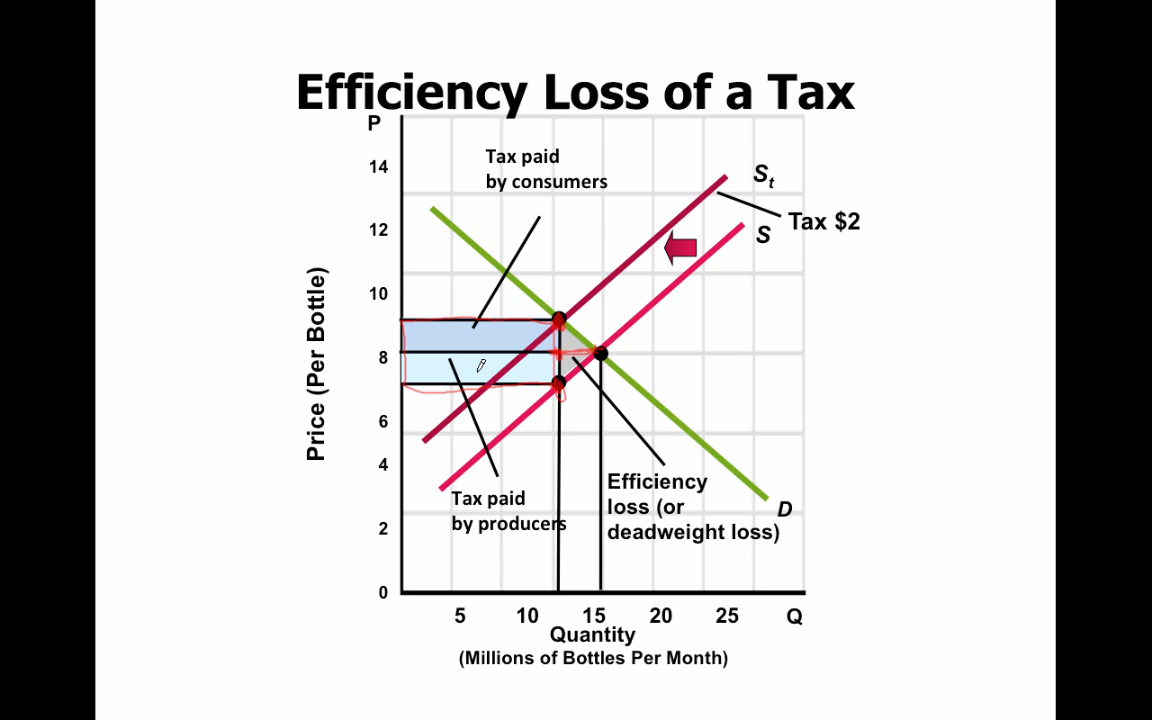 Efficiency Loss of a Tax
P
Tax paid
by consumers
14
12
10
8
6
4
2
0
Price (Per Bottle)
St
Tax $2
S
Tax paid
by producers
Efficiency
loss (or
deadweight loss)
D
5 10 15 20 25 Q
Quantity
(Millions of Bottles Per Month)